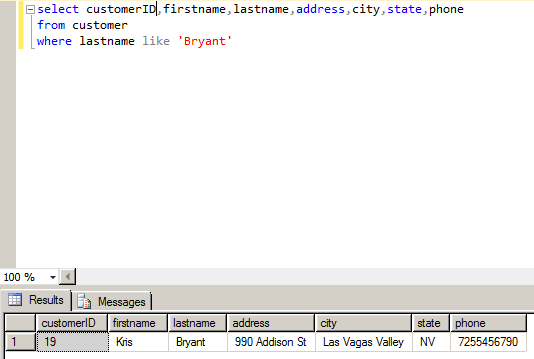 select customerID,firstname,lastname,address,city,state,phone
from customer
where lastname like 'Bryant'
100 %
Results Messages
customerID firstname lastname address city state phone
1 19 Kris Bryant 990 Addison St Las Vagas Valley NV 7255456790